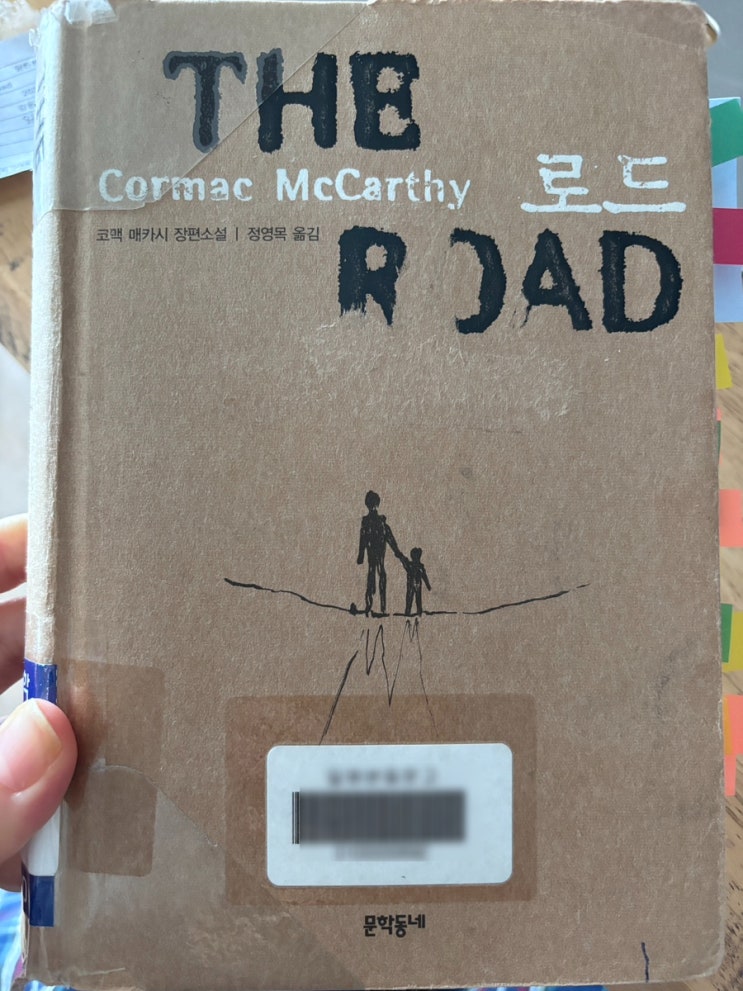 THE
Cormac McCarthy 로드
코맥 매카시 장편소설 | 정영목 옮김
ROAD
문학동네